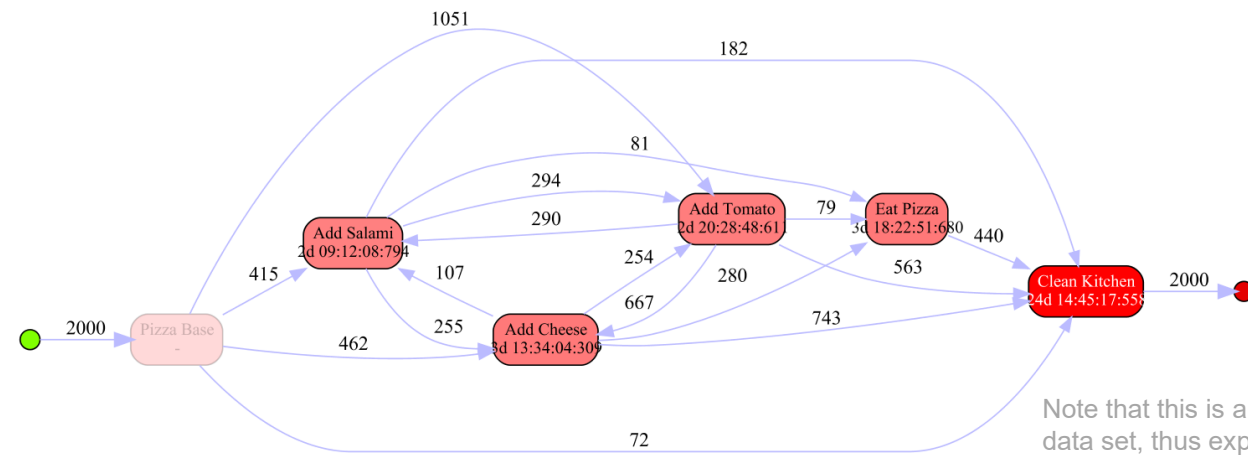 1051
182
81
294
Add Salami
2d 09:12:08:794
290
Add Tomato
2d 20:28:48:611
79
Eat Pizza
3d 18:22:51:680
440
415
107
254
280
563
Clean Kitchen
24d 14:45:17:558
2000
2000
Pizza Base
-
667
255
462
Add Cheese
3d 13:34:04:309
743
72
Note that this is a
data set, thus exp